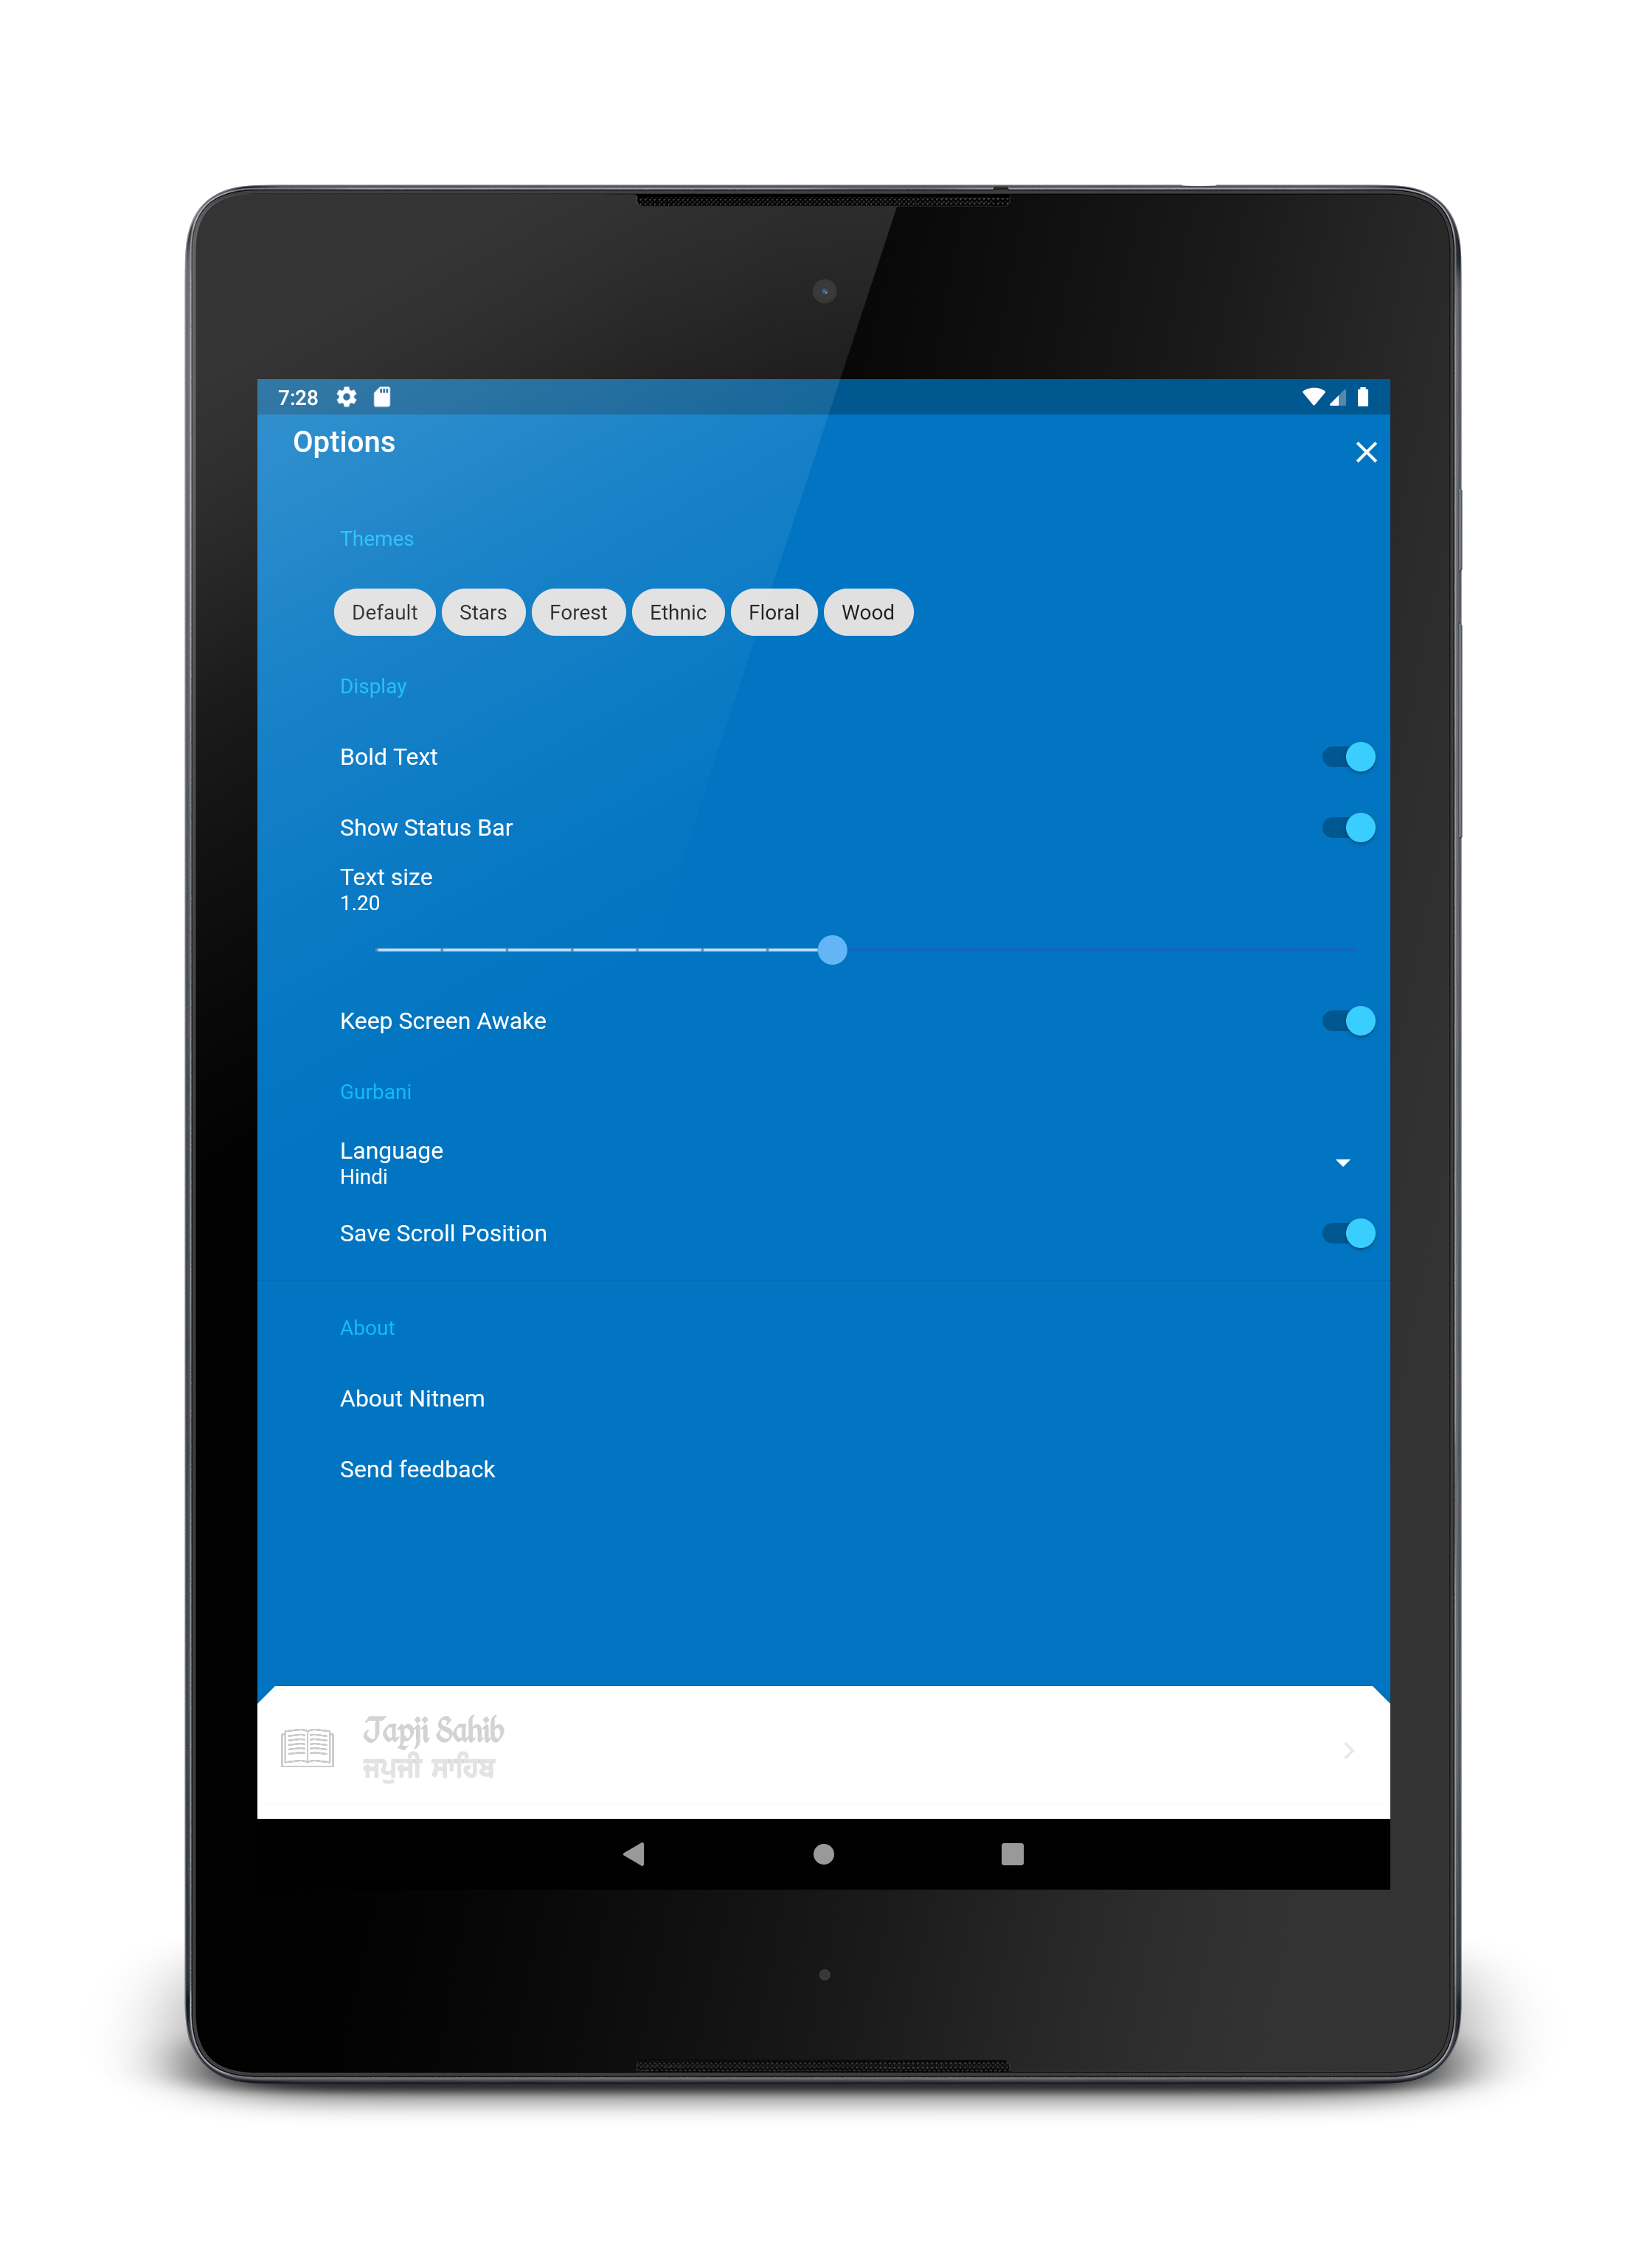 7:28
Options
Themes
Default Stars Forest Ethnic Floral Wood
Display
Bold Text
Show Status Bar
Text size
1.20
Keep Screen Awake
Gurbani
Language
Hindi
Save Scroll Position
About
About Nitnem
Send feedback
Japji Sahib
ਜਪੁਜੀ ਸਾਹਿਬ